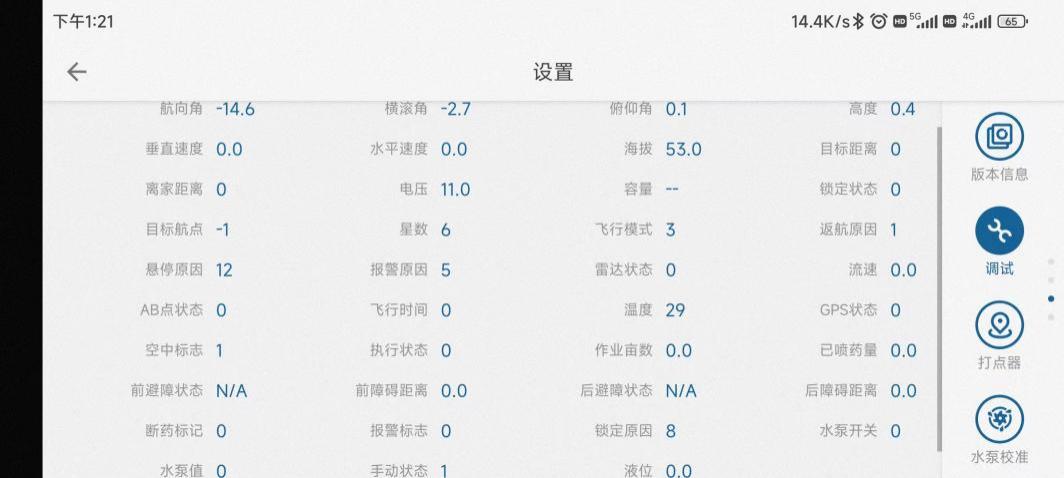 下午1:21 14.4K/s HD 5G HD 4G 65
设置
航向角 -14.6 横滚角 -2.7 俯仰角 0.1 高度 0.4
垂直速度 0.0 水平速度 0.0 海拔 53.0 目标距离 0
离家距离 0 电压 11.0 容量 -- 锁定状态 0
目标航点 -1 星数 6 飞行模式 3 返航原因 1
悬停原因 12 报警原因 5 雷达状态 0 流速 0.0
AB点状态 0 飞行时间 0 温度 29 GPS状态 0
空中标志 1 执行状态 0 作业亩数 0.0 已喷药量 0.0
前避障状态 N/A 前障碍距离 0.0 后避障状态 N/A 后障碍距离 0.0
断药标记 0 报警标志 0 锁定原因 8 水泵开关 0
水泵值 0 手动状态 1 液位 0.0
版本信息
调试
打点器
水泵校准